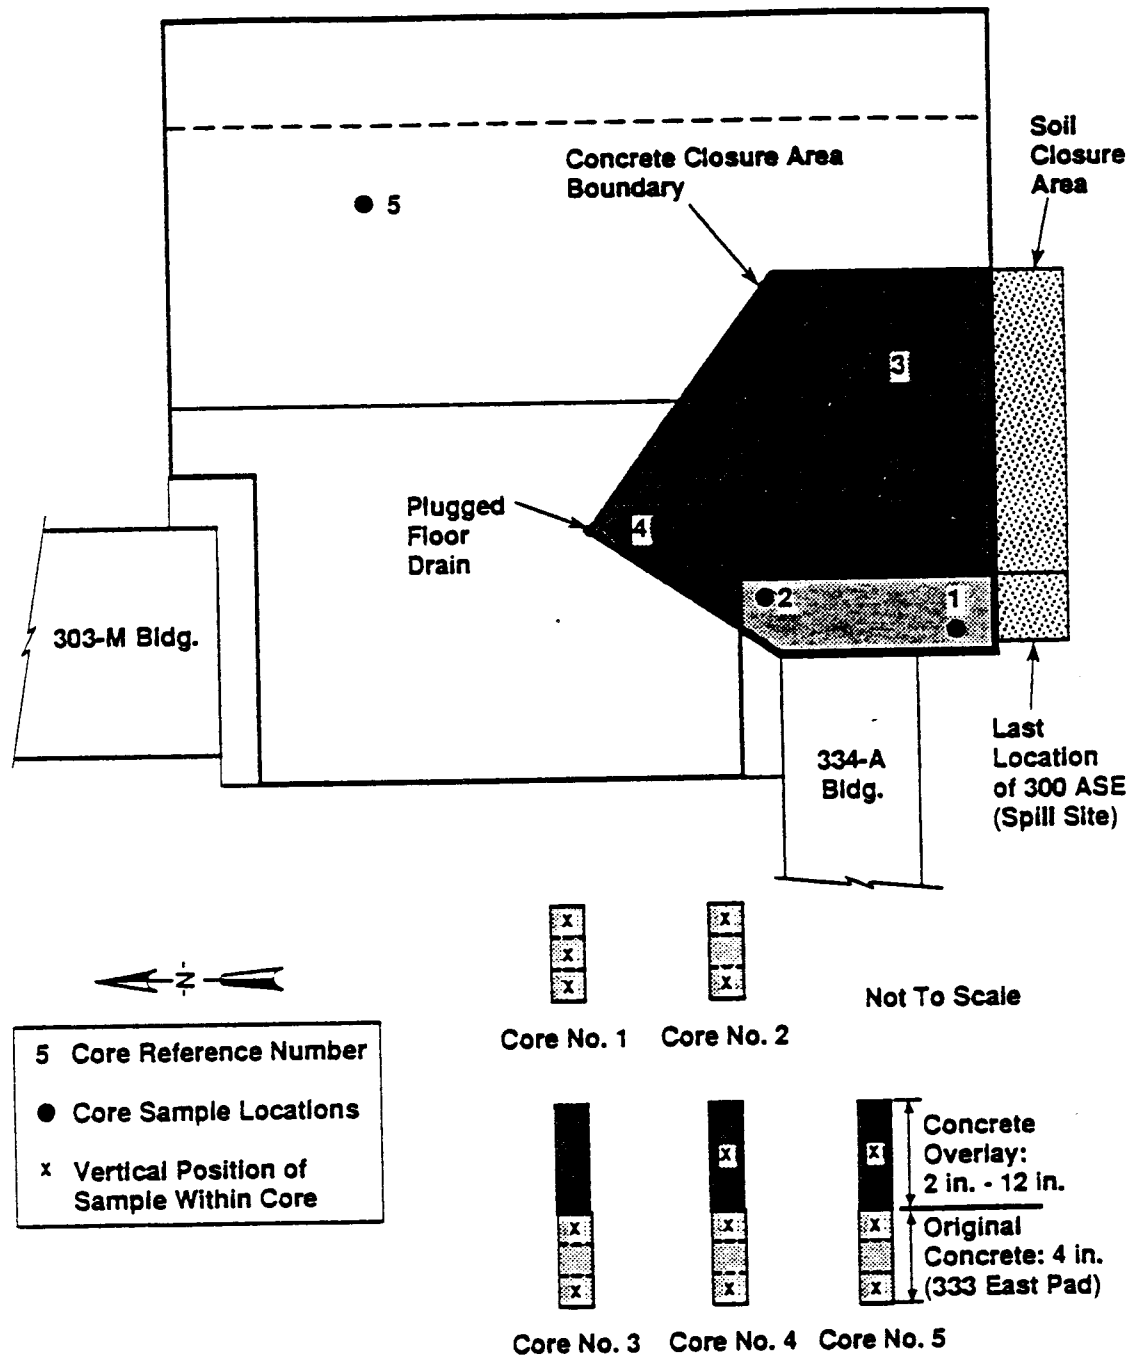 Soil
Closure
Area
Concrete Closure Area
Boundary
5
3
Plugged
Floor
Drain
4
2
1
303-M Bldg.
334-A
Bldg.
Last
Location
of 300 ASE
(Spill Site)
N
x
x
x
x
x
Not To Scale
Core No. 1
Core No. 2
5 Core Reference Number
Core Sample Locations
x Vertical Position of
Sample Within Core
x
x
x
x
x
x
x
x
Concrete
Overlay:
2 in. - 12 in.
Original
Concrete: 4 in.
(333 East Pad)
Core No. 3
Core No. 4
Core No. 5